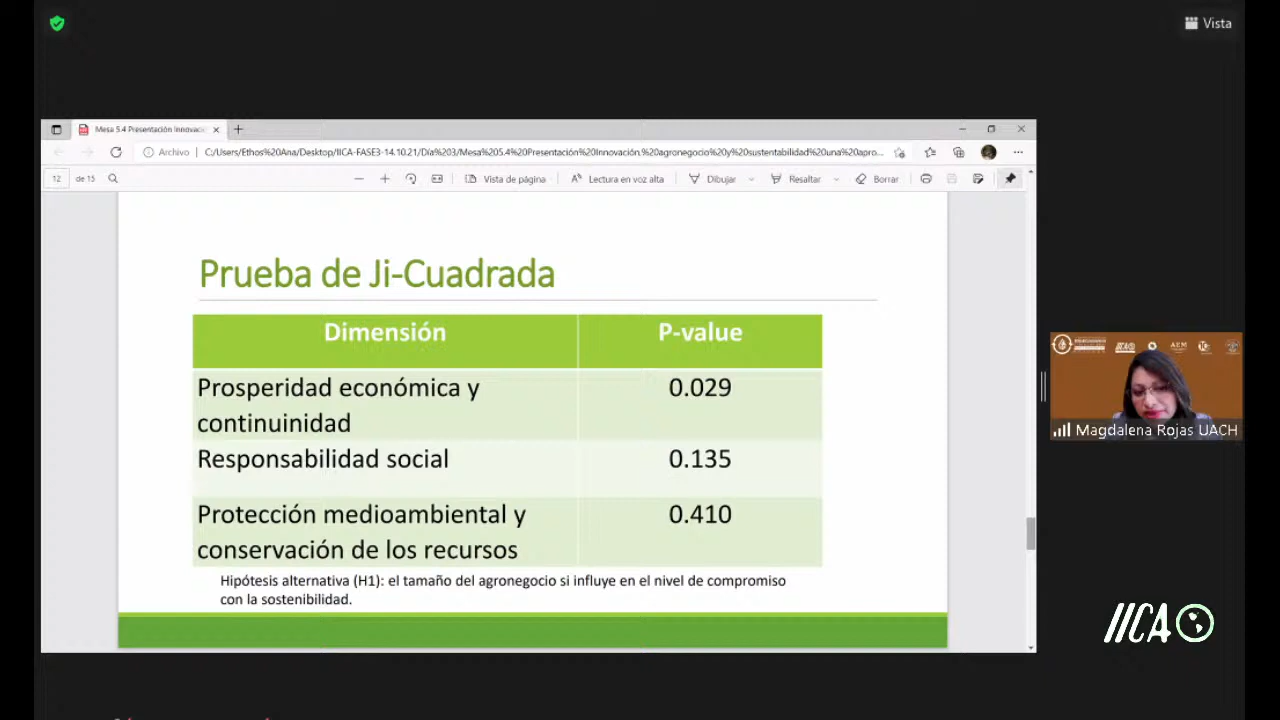 Vista
Mesa 5.4 Presentación Innovaci
Archivo
C:/Users/Ethos%20Ana/Desktop/IICA-FASE3-14.10.21/Día%203/Mesa%205.4%20Presentación%20Innovación,%20agronegocio%20y%20sustentabilidad%20una%20apro...
12 de 15
Vista de página
Lectura en voz alta
Dibujar
Resaltar
Borrar
Prueba de Ji-Cuadrada
Dimensión P-value
Prosperidad económica y 0.029
continuinidad
Responsabilidad social 0.135
Protección medioambiental y 0.410
conservación de los recursos
Hipótesis alternativa (H1): el tamaño del agronegocio si influye en el nivel de compromiso
con la sostenibilidad.
IICA AEM
Magdalena Rojas UACH
IICA